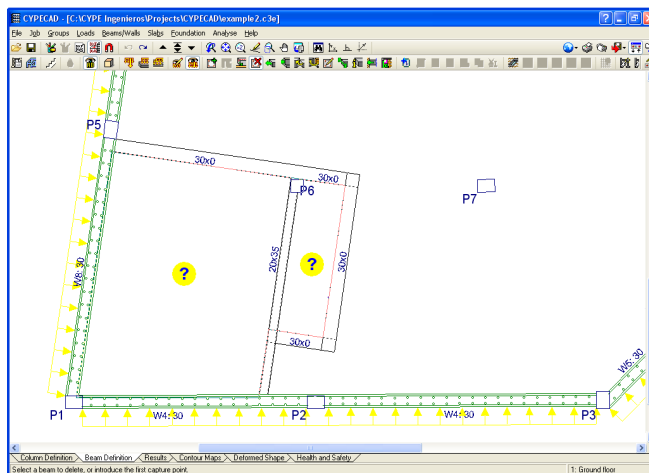 CYPECAD - [C:\CYPE Ingenieros\Projects\CYPECAD\example2.c3e]
File Job Groups Loads Beams/Walls Slabs Foundation Analyse Help
P5
30x0
30x0
P6
P7
W8: 30
?
20x35
?
30x0
30x0
W5: 30
P1
W4: 30
P2
W4: 30
P3
Column Definition Beam Definition Results Contour Maps Deformed Shape Health and Safety
Select a beam to delete, or introduce the first capture point.
1: Ground floor